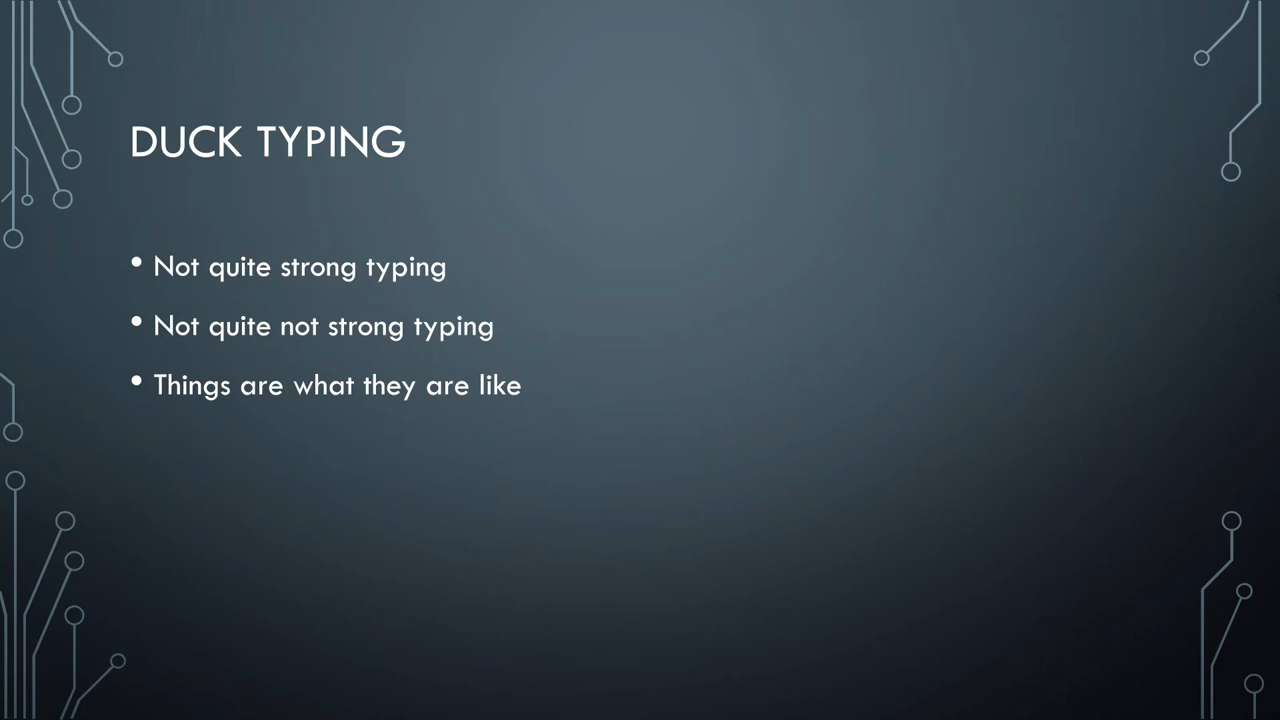 DUCK TYPING
• Not quite strong typing
• Not quite not strong typing
• Things are what they are like